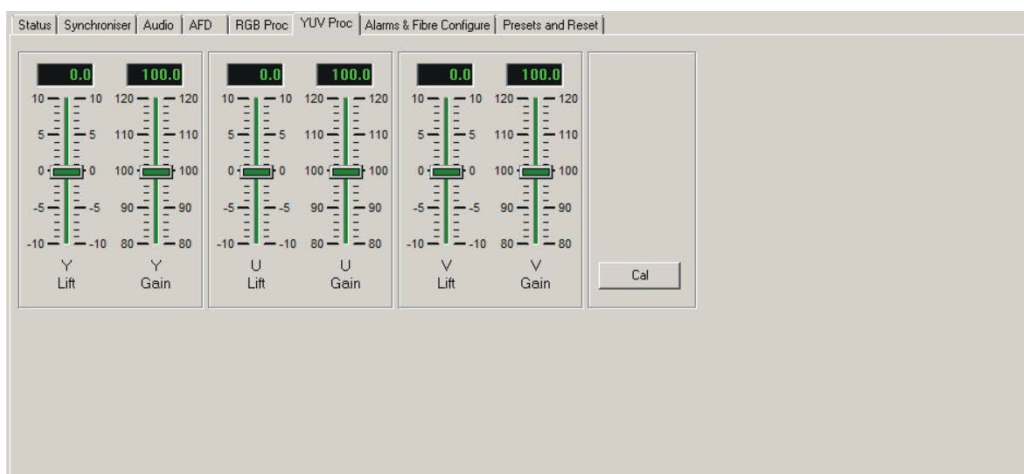 Status Synchroniser Audio AFD RGB Proc YUV Proc Alarms & Fibre Configure Presets and Reset
0.0 100.0 0.0 100.0 0.0 100.0
10 10 120 120 10 10 120 120 10 10 120 120
5 5 110 110 5 5 110 110 5 5 110 110
0 0 100 100 0 0 100 100 0 0 100 100
-5 -5 90 90 -5 -5 90 90 -5 -5 90 90
-10 -10 80 80 -10 -10 80 80 -10 -10 80 80
Y Y U U V V
Lift Gain Lift Gain Lift Gain
Cal